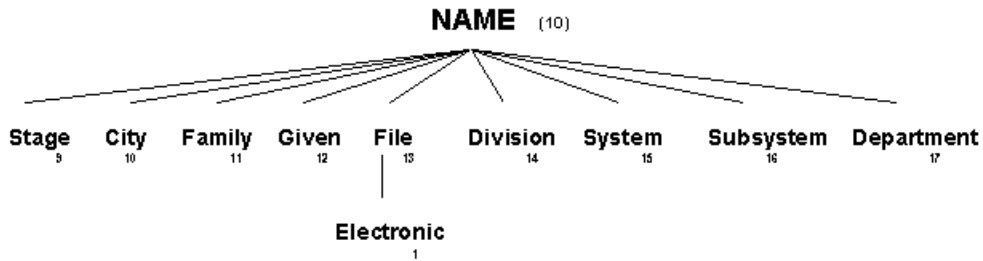 NAME (10)
Stage City Family Given File Division System Subsystem Department
9 10 11 12 13 14 15 16 17
Electronic
1